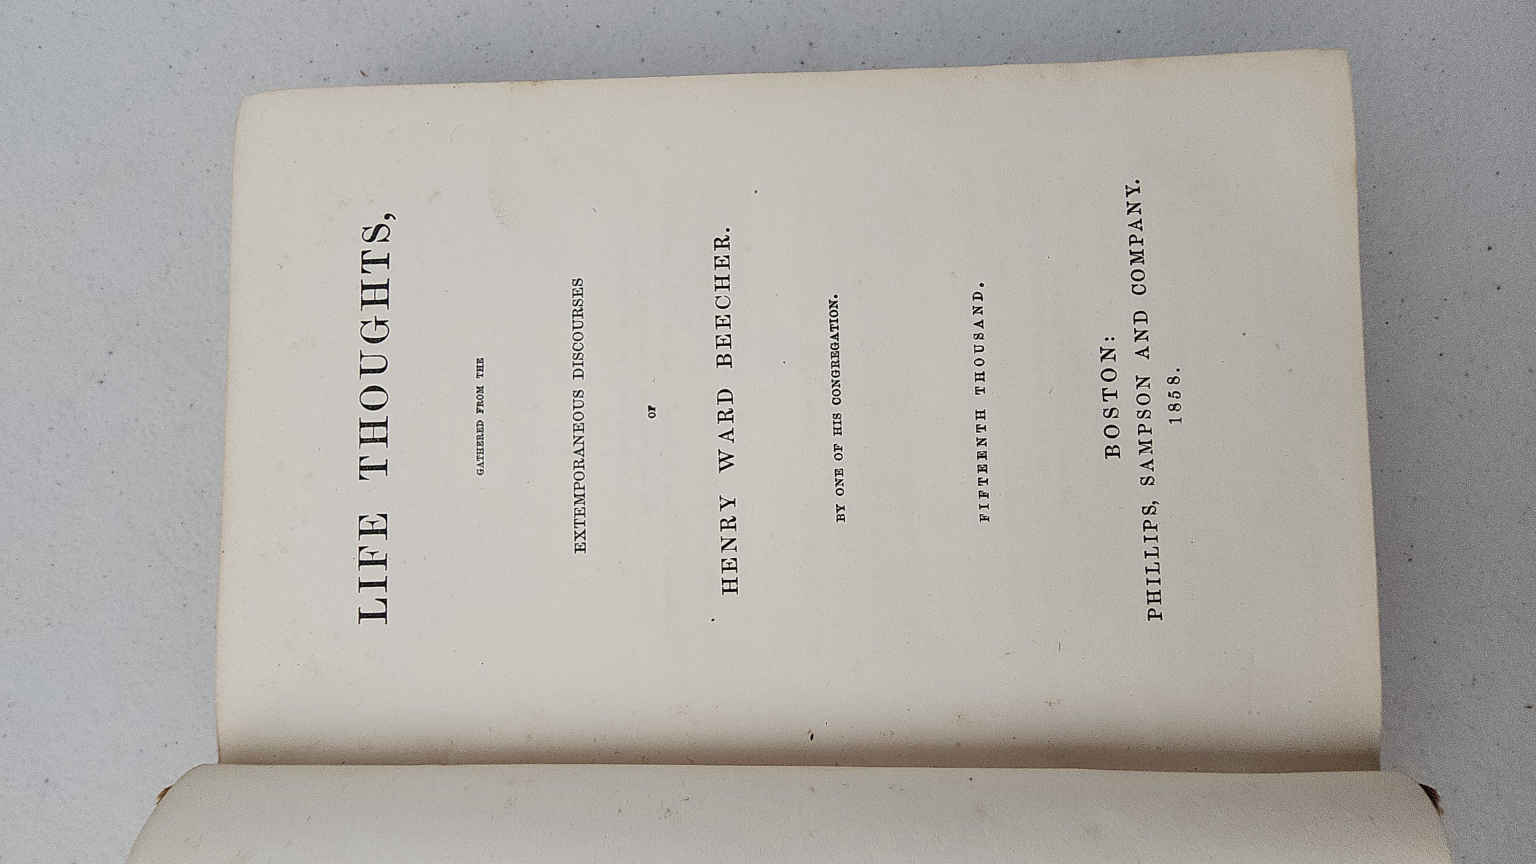 LIFE THOUGHTS,
GATHERED FROM THE
EXTEMPORANEOUS DISCOURSES
OF
HENRY WARD BEECHER.
BY ONE OF HIS CONGREGATION.
FIFTEENTH THOUSAND.
BOSTON:
PHILLIPS, SAMPSON AND COMPANY.
1858.